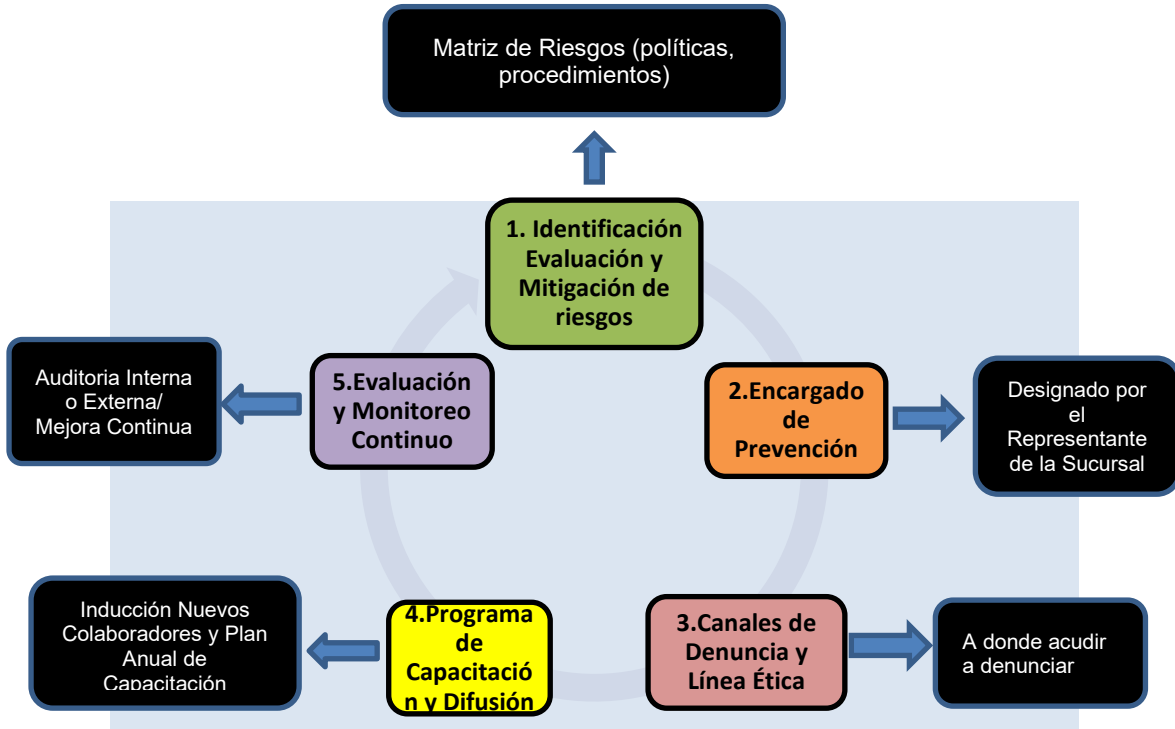 Matriz de Riesgos (políticas,
procedimientos)
1. Identificación
Evaluación y
Mitigación de
riesgos
2.Encargado
de
Prevención
Designado por
el
Representante
de la Sucursal
3.Canales de
Denuncia y
Línea Ética
A donde acudir
a denunciar
4.Programa
de
Capacitació
n y Difusión
Inducción Nuevos
Colaboradores y Plan
Anual de
Capacitación
5.Evaluación
y Monitoreo
Continuo
Auditoria Interna
o Externa/
Mejora Continua